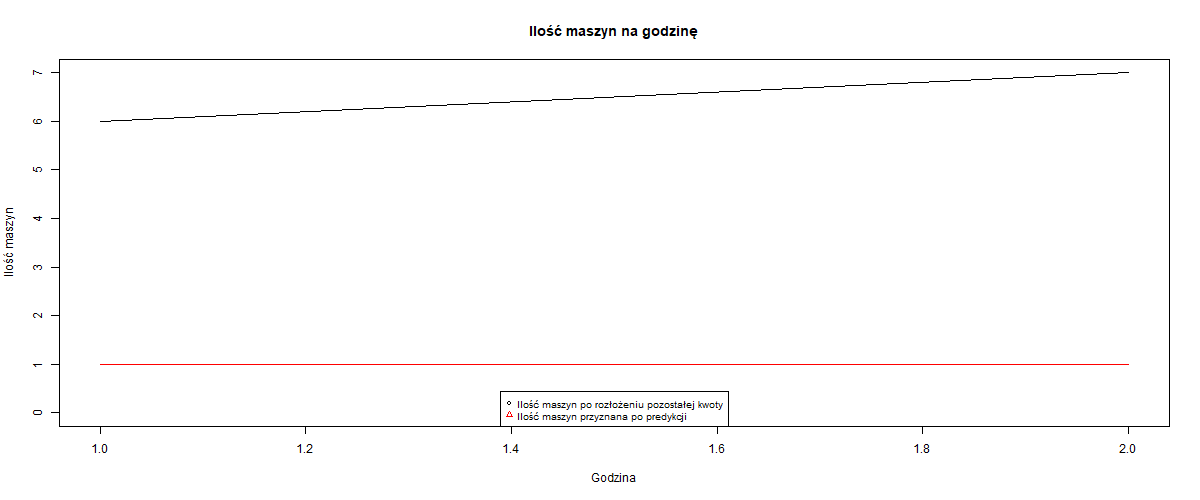 Ilość maszyn na godzinę
Ilość maszyn
7
6
5
4
3
2
1
0
Ilość maszyn po rozłożeniu pozostałej kwoty
Ilość maszyn przyznana po predykcji
1.0 1.2 1.4 1.6 1.8 2.0
Godzina